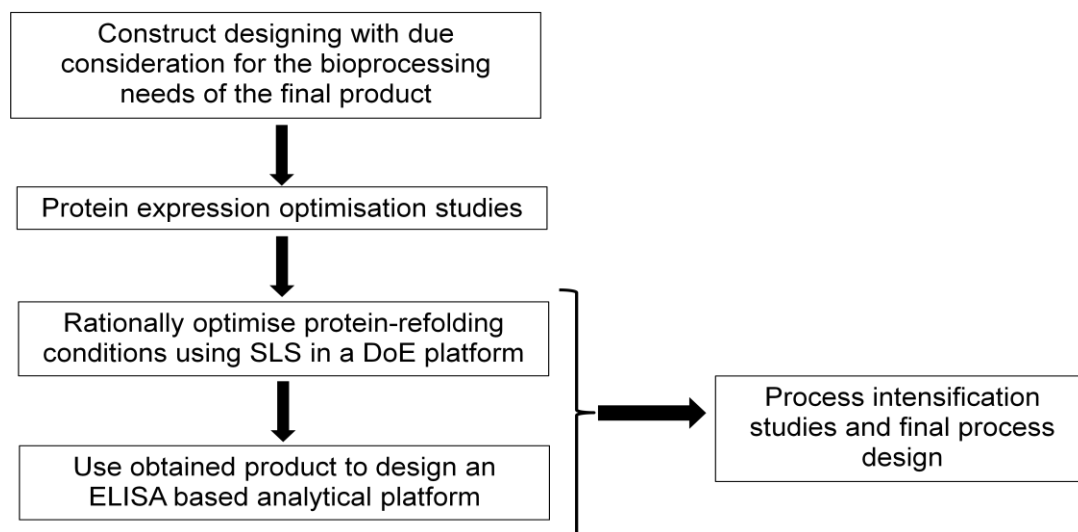 Construct designing with due
consideration for the bioprocessing
needs of the final product
Protein expression optimisation studies
Rationally optimise protein-refolding
conditions using SLS in a DoE platform
Use obtained product to design an
ELISA based analytical platform
Process intensification
studies and final process
design